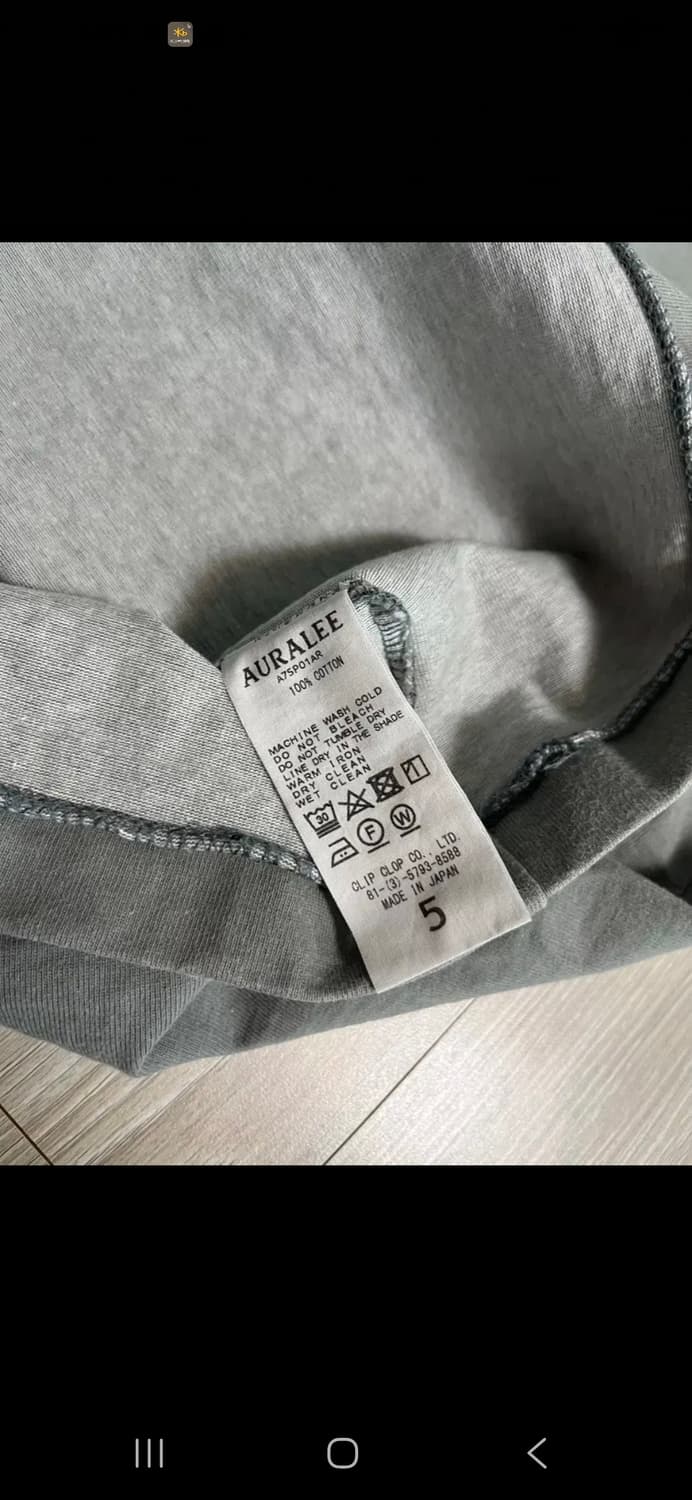 AURALEE
A7SP01AR
100% COTTON
MACHINE WASH COLD
DO NOT BLEACH
DO NOT TUMBLE DRY
LINE DRY IN THE SHADE
WARM IRON
DRY CLEAN
WET CLEAN
30
F W
CLIP CLOP CO., LTD.
81-(3)-5793-8588
MADE IN JAPAN
5